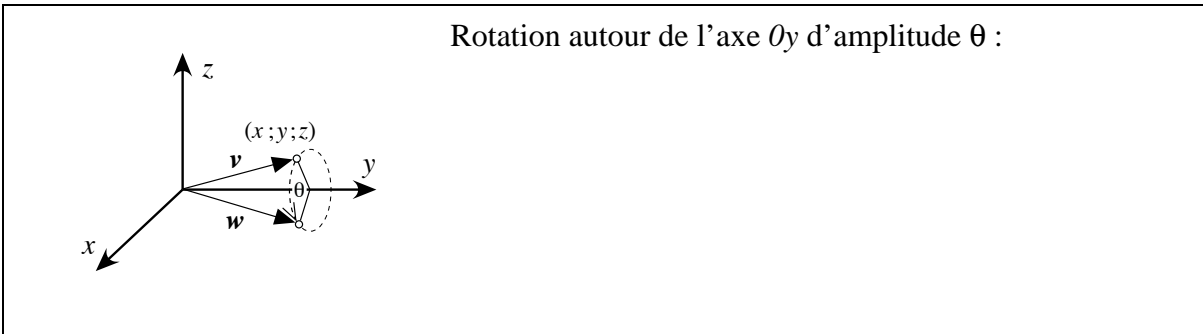 Rotation autour de l’axe 0y d’amplitude θ :
z
(x ; y ; z)
v
y
θ
w
x